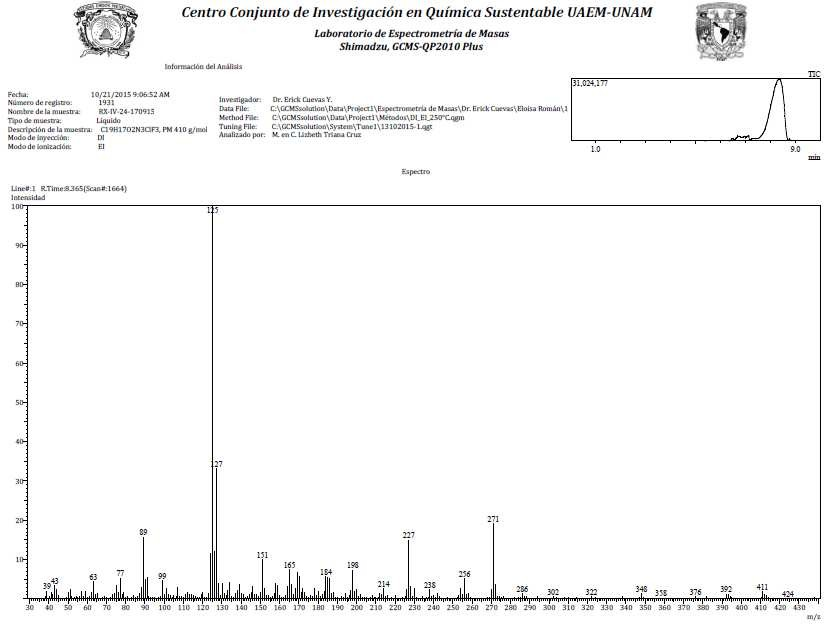 Centro Conjunto de Investigación en Química Sustentable UAEM-UNAM
Laboratorio de Espectrometría de Masas
Shimadzu, GCMS-QP2010 Plus
Información del Análisis
Fecha: 10/21/2015 9:06:52 AM
Número de registro: 1931
Nombre de la muestra: RX-IV-24-170915
Tipo de muestra: Líquido
Descripción de la muestra: C19H17O2N3ClF3, PM 410 g/mol
Modo de inyección: DI
Modo de ionización: EI
Investigador: Dr. Erick Cuevas Y.
Data File: C:\GCMSsolution\Data\Project1\Espectrometría de Masas\Dr. Erick Cuevas\Eloisa Román\1
Method File: C:\GCMSsolution\Data\Project1\Métodos\DI_EI_250°C.qgm
Tuning File: C:\GCMSsolution\System\Tune1\13102015-1.qgt
Analizado por: M. en C. Lizbeth Triana Cruz
TIC
31,024,177
1.0 9.0
min
Espectro
Line#:1 R.Time:8.365(Scan#:1664)
Intensidad
100
90
80
70
60
50
40
30
20
10
125
127
89
271
227
151
165
184
198
256
39 43 63 77 99 214 238 286 302 322 348 358 376 392 411 424
30 40 50 60 70 80 90 100 110 120 130 140 150 160 170 180 190 200 210 220 230 240 250 260 270 280 290 300 310 320 330 340 350 360 370 380 390 400 410 420 430
m/s